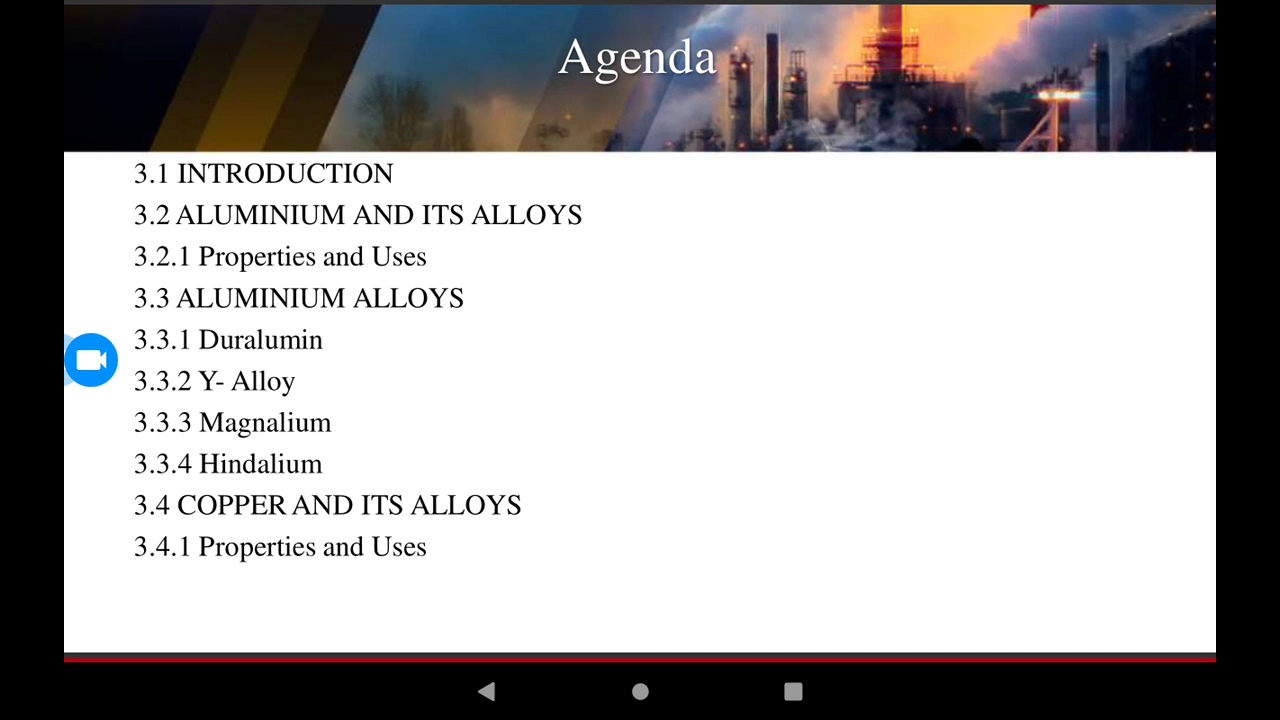 Agenda
3.1 INTRODUCTION
3.2 ALUMINIUM AND ITS ALLOYS
3.2.1 Properties and Uses
3.3 ALUMINIUM ALLOYS
3.3.1 Duralumin
3.3.2 Y- Alloy
3.3.3 Magnalium
3.3.4 Hindalium
3.4 COPPER AND ITS ALLOYS
3.4.1 Properties and Uses